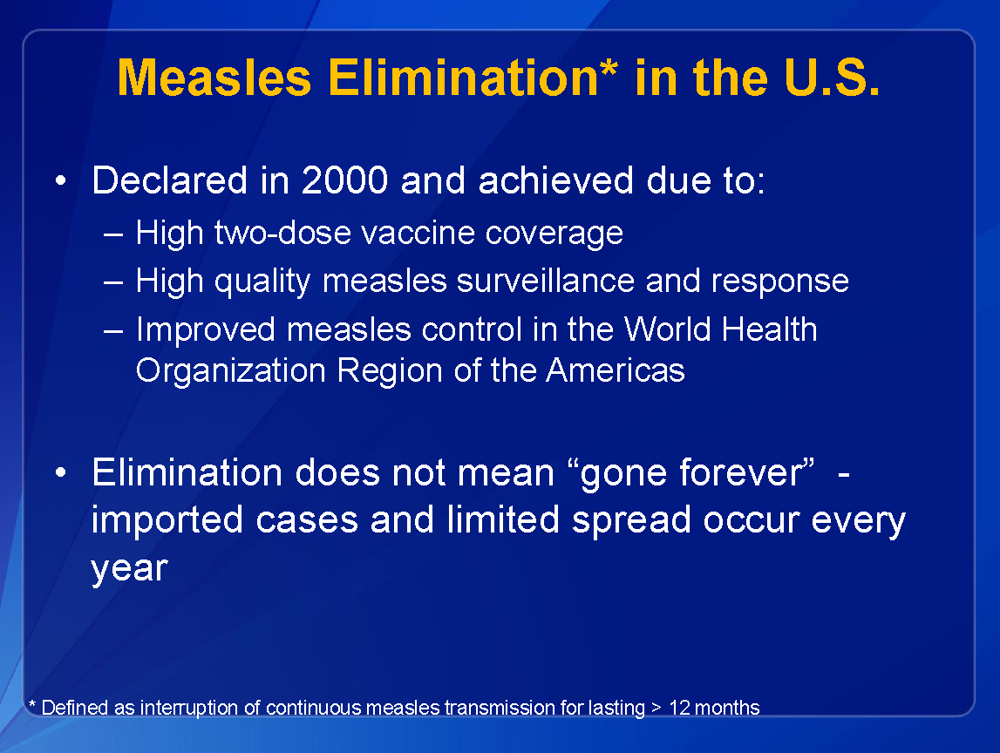 Measles Elimination* in the U.S.
• Declared in 2000 and achieved due to:
– High two-dose vaccine coverage
– High quality measles surveillance and response
– Improved measles control in the World Health
Organization Region of the Americas
• Elimination does not mean “gone forever”  -
imported cases and limited spread occur every
year
* Defined as interruption of continuous measles transmission for lasting > 12 months